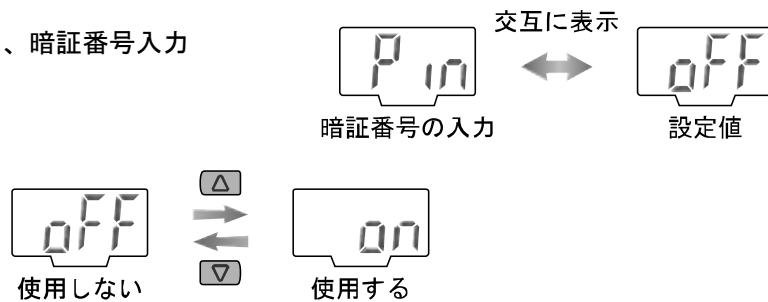 、暗証番号入力
交互に表示
Pin
oFF
暗証番号の入力
設定値
oFF
on
使用しない
使用する